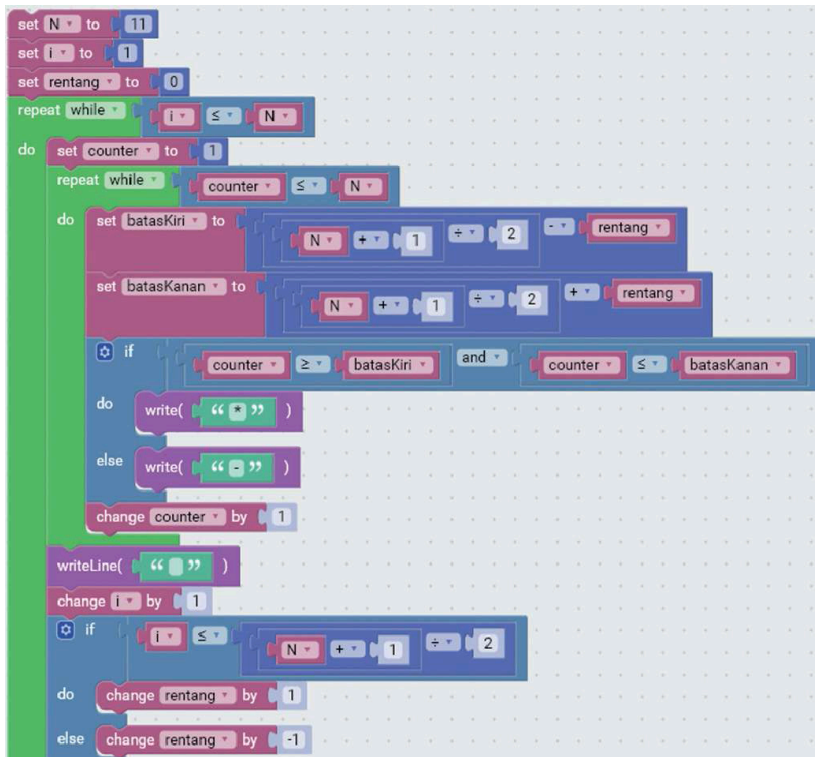 set N to 11
set i to 1
set rentang to 0
repeat while i ≤ N
do set counter to 1
repeat while counter ≤ N
do set batasKiri to N + 1 ÷ 2 - rentang
set batasKanan to N + 1 ÷ 2 + rentang
if counter ≥ batasKiri and counter ≤ batasKanan
do write( “ * ” )
else write( “ - ” )
change counter by 1
writeLine( “ ” )
change i by 1
if i ≤ N + 1 ÷ 2
do change rentang by 1
else change rentang by -1